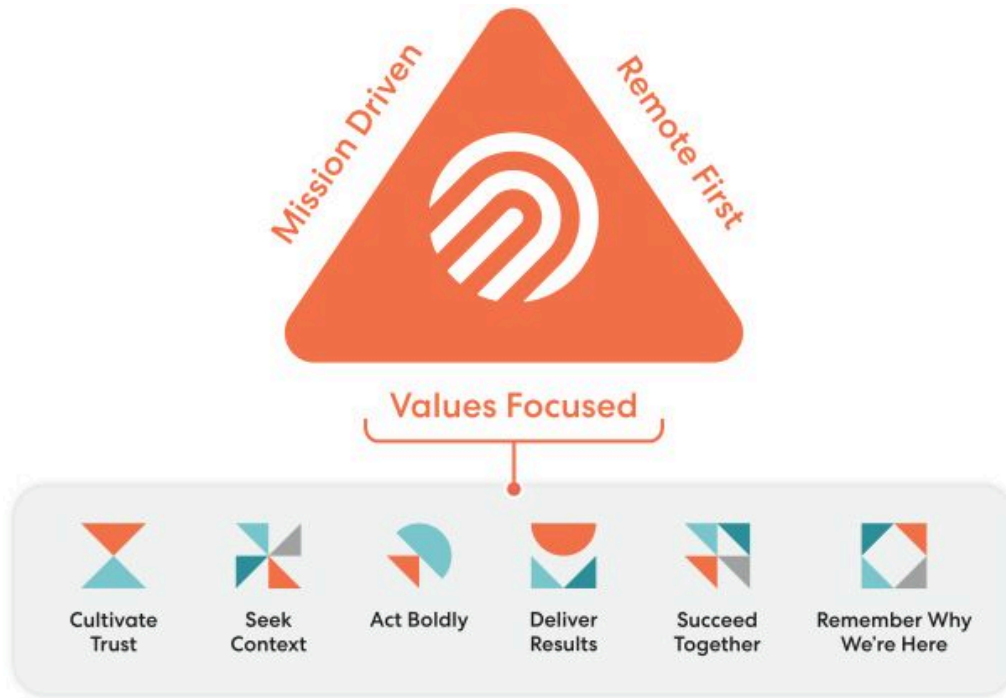 Mission Driven
Remote First
Values Focused
Cultivate
Trust
Seek
Context
Act Boldly
Deliver
Results
Succeed
Together
Remember Why
We're Here